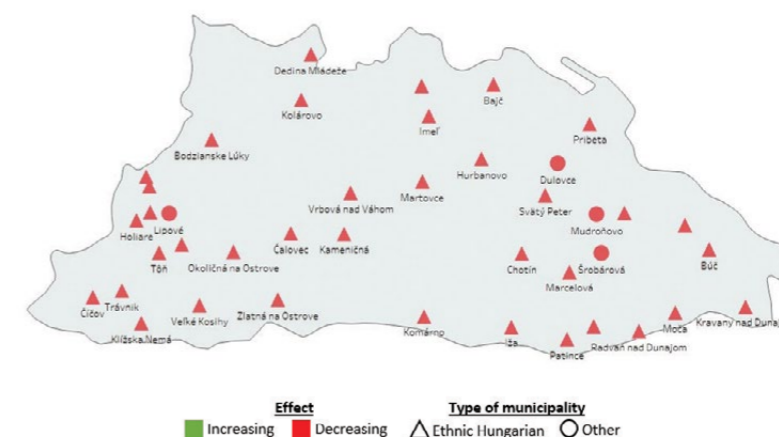 Dedina Mládeže
Kolárovo
Bajč
Imeľ
Pribeta
Bodzianske Lúky
Hurbanovo
Dulovce
Martovce
Vrbová nad Váhom
Svätý Peter
Lipové
Holiare
Mudroňovo
Čalovec
Kameničná
Tôň
Okoličná na Ostrove
Chotín
Šrobárová
Búč
Marcelová
Trávnik
Číčov
Veľké Kosihy
Zlatná na Ostrove
Klížska Nemá
Komárno
Iža
Moča
Kravany nad Dunaj
Patince
Radvaň nad Dunajom
Effect
Type of municipality
Increasing
Decreasing
Ethnic Hungarian
Other